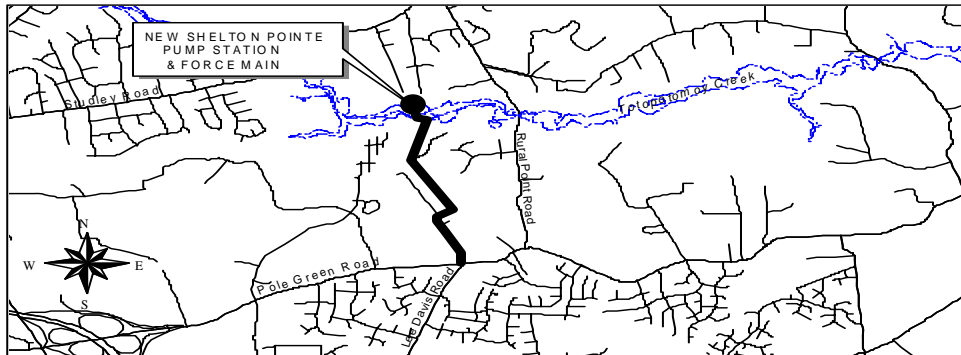 NEW SHELTON POINTE
PUMP STATION
& FORCE MAIN
Studley Road
Totopotomoy Creek
Rural Point Road
N
W
E
S
Pole Green Road
Lee Davis Road